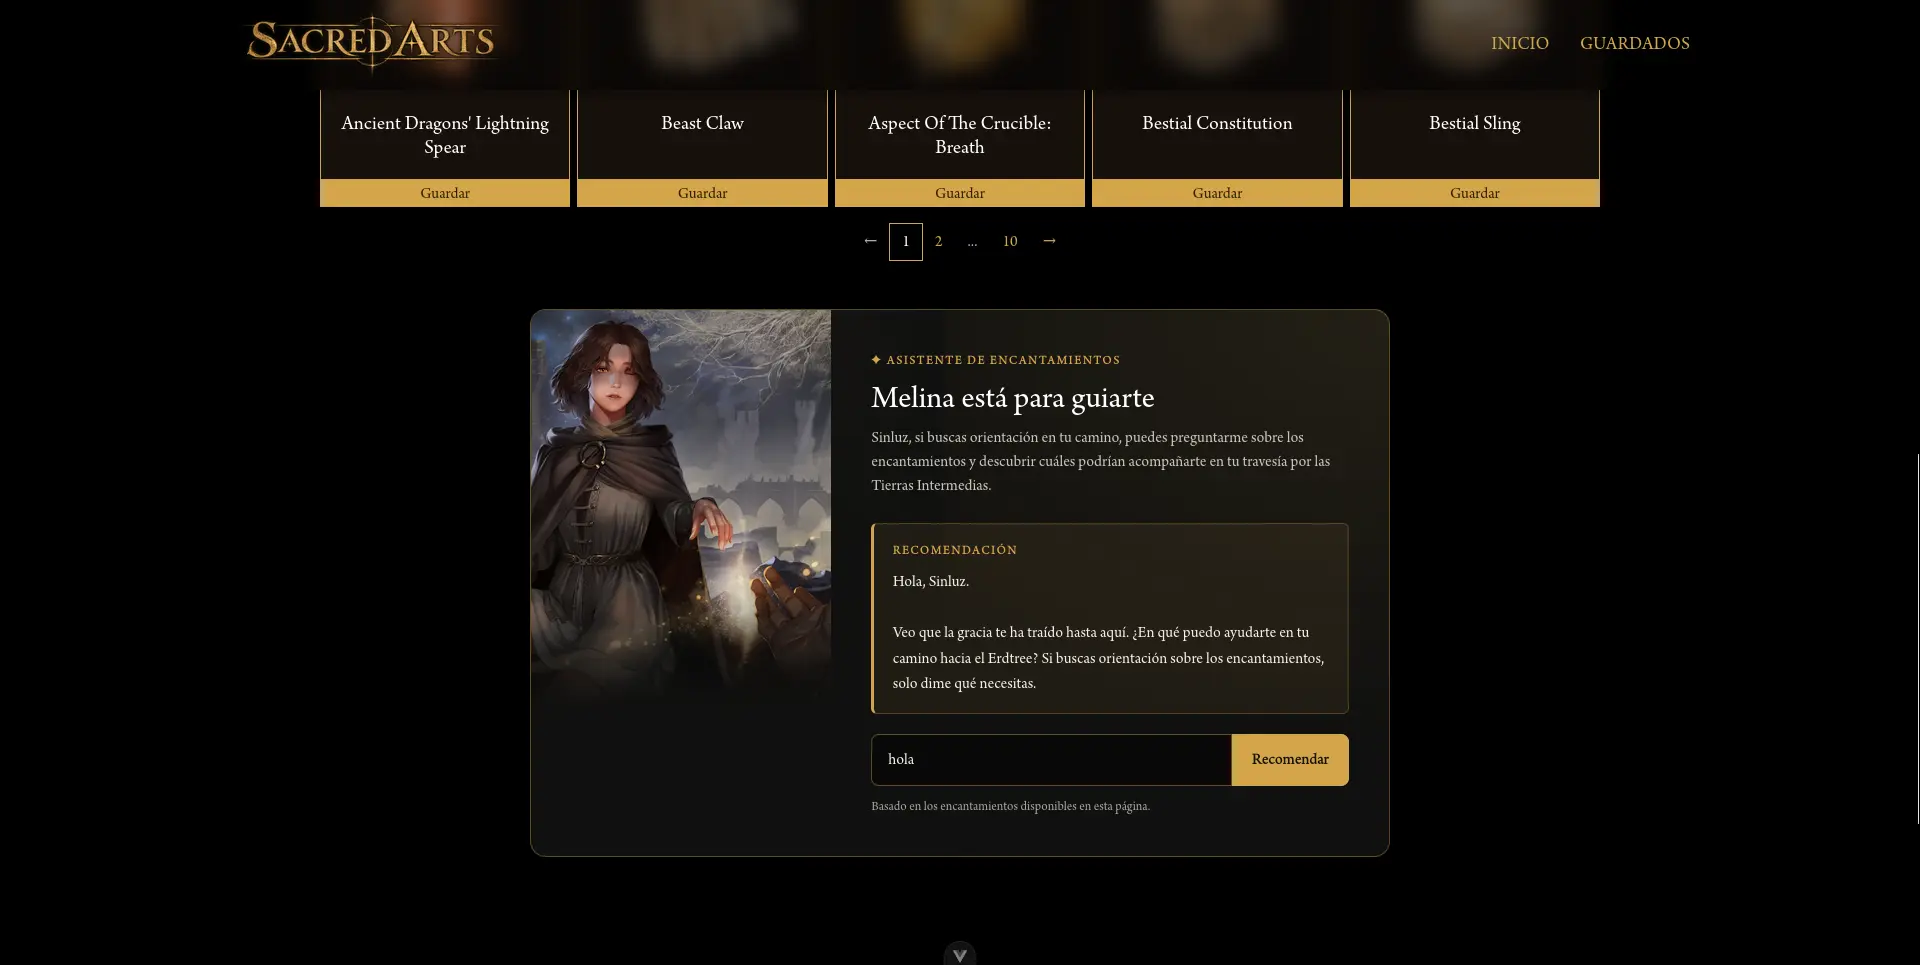 SACRED ARTS
INICIO GUARDADOS
Ancient Dragons' Lightning
Spear
Beast Claw
Aspect Of The Crucible:
Breath
Bestial Constitution
Bestial Sling
Guardar Guardar Guardar Guardar Guardar
← 1 2 ... 10 →
✦ ASISTENTE DE ENCANTAMIENTOS
Melina está para guiarte
Sinluz, si buscas orientación en tu camino, puedes preguntarme sobre los
encantamientos y descubrir cuáles podrían acompañarte en tu travesía por las
Tierras Intermedias.
RECOMENDACIÓN
Hola, Sinluz.
Veo que la gracia te ha traído hasta aquí. ¿En qué puedo ayudarte en tu
camino hacia el Erdtree? Si buscas orientación sobre los encantamientos,
solo dime qué necesitas.
hola
Recomendar
Basado en los encantamientos disponibles en esta página.